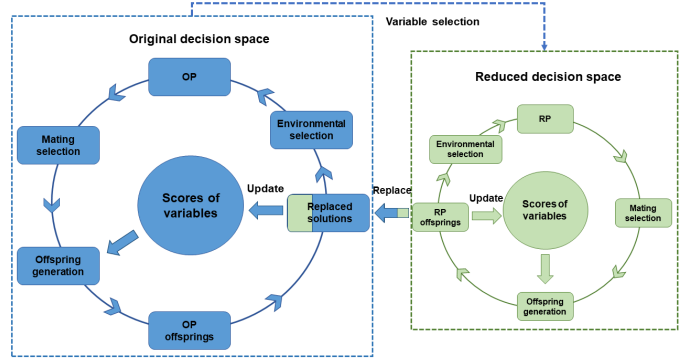 Variable selection
Original decision space
OP
Mating
selection
Environmental
selection
Scores of
variables
Update
Replaced
solutions
Offspring
generation
OP
offsprings
Replace
Reduced decision space
RP
Environmental
selection
RP
offsprings
Update
Scores of
variables
Mating
selection
Offspring
generation